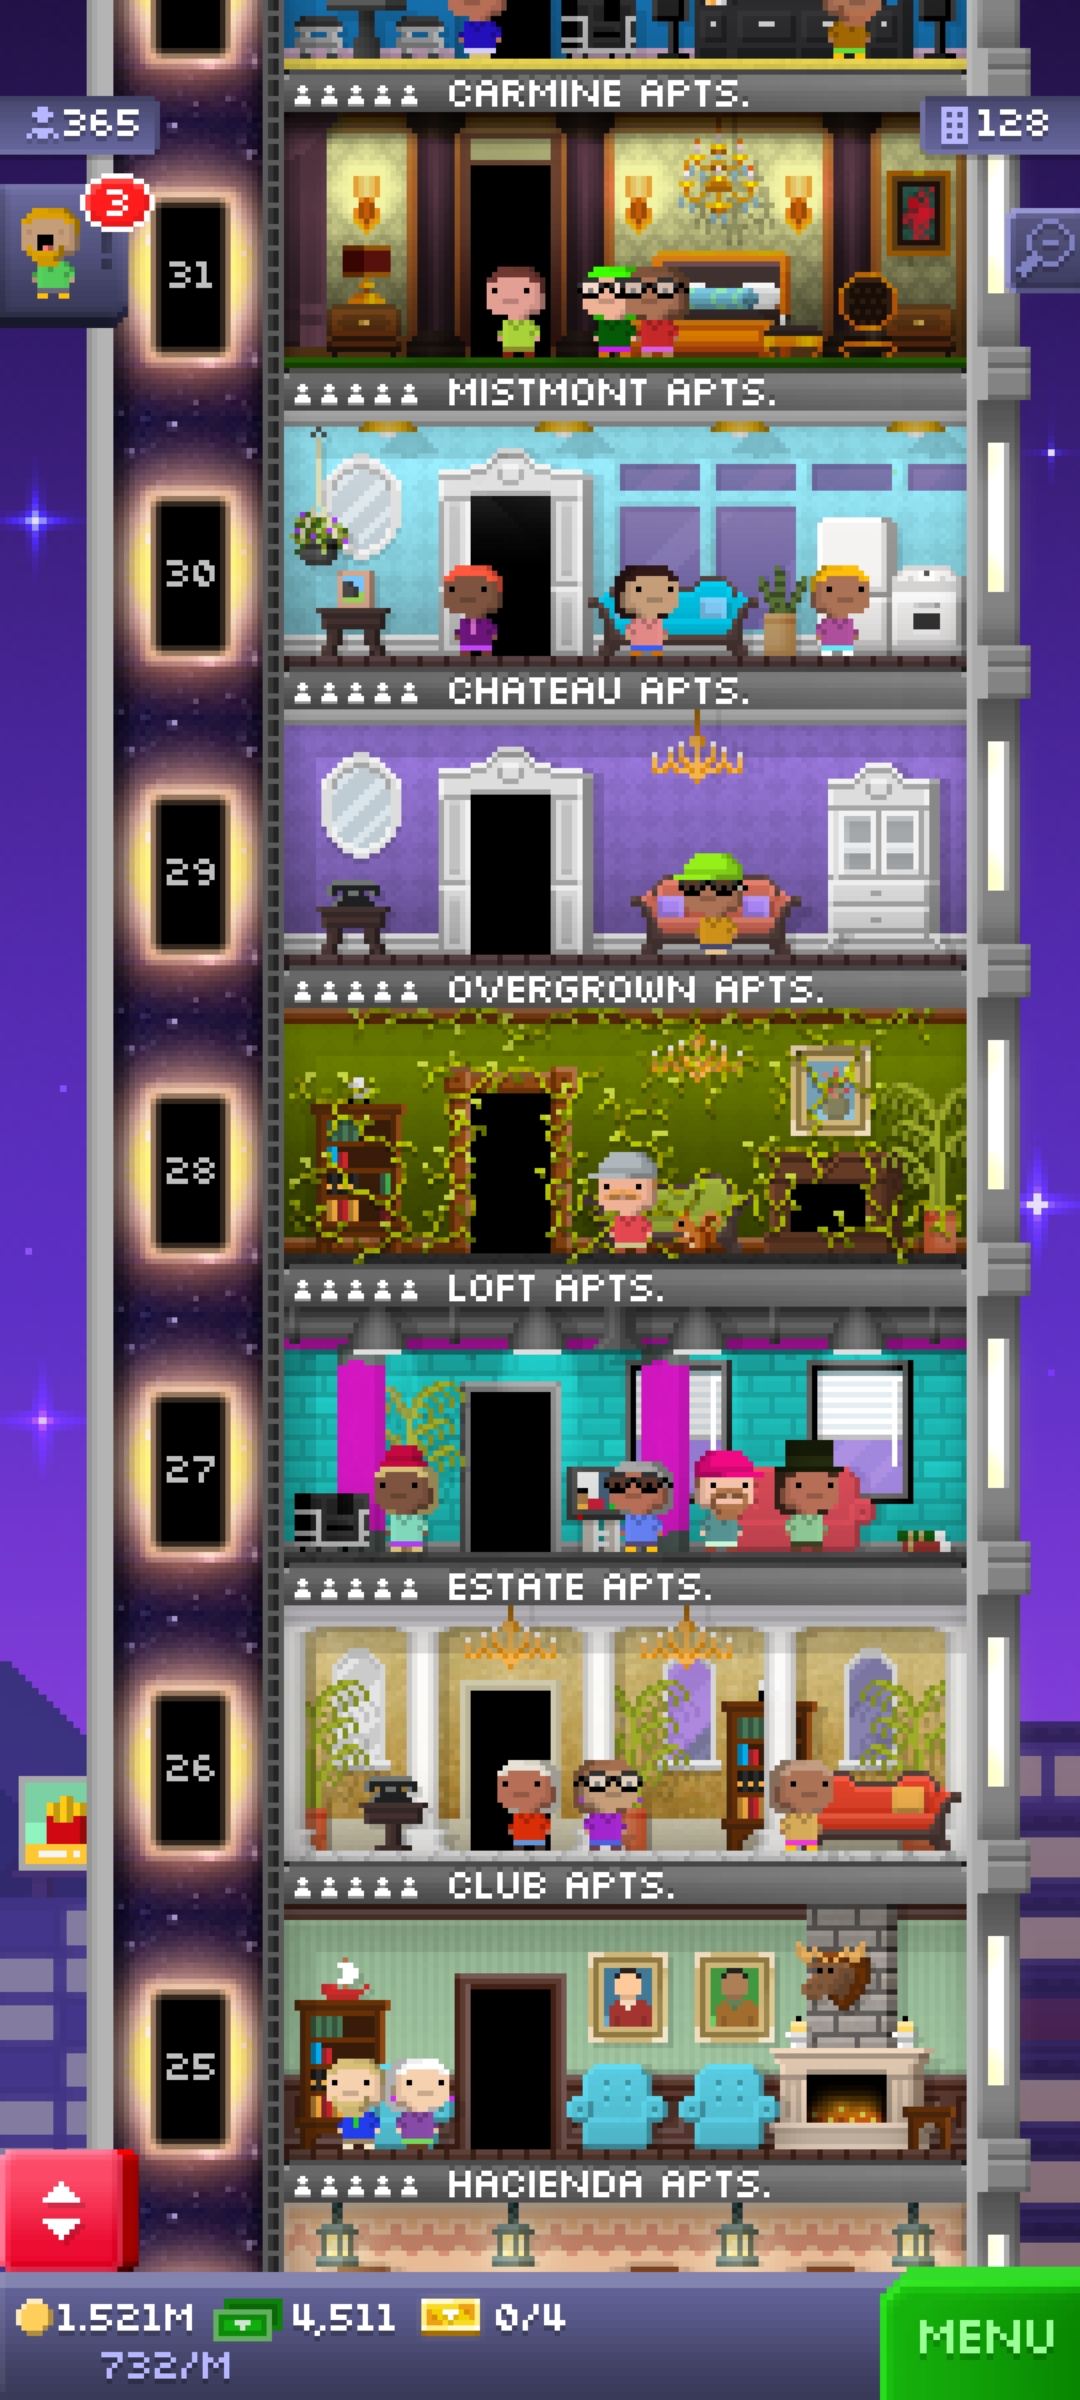 CARMINE APTS.
365
128
3
31
MISTMONT APTS.
30
CHATEAU APTS.
29
OVERGROWN APTS.
28
LOFT APTS.
27
ESTATE APTS.
26
CLUB APTS.
25
HACIENDA APTS.
1.521M 4,511 0/4
732/M
MENU